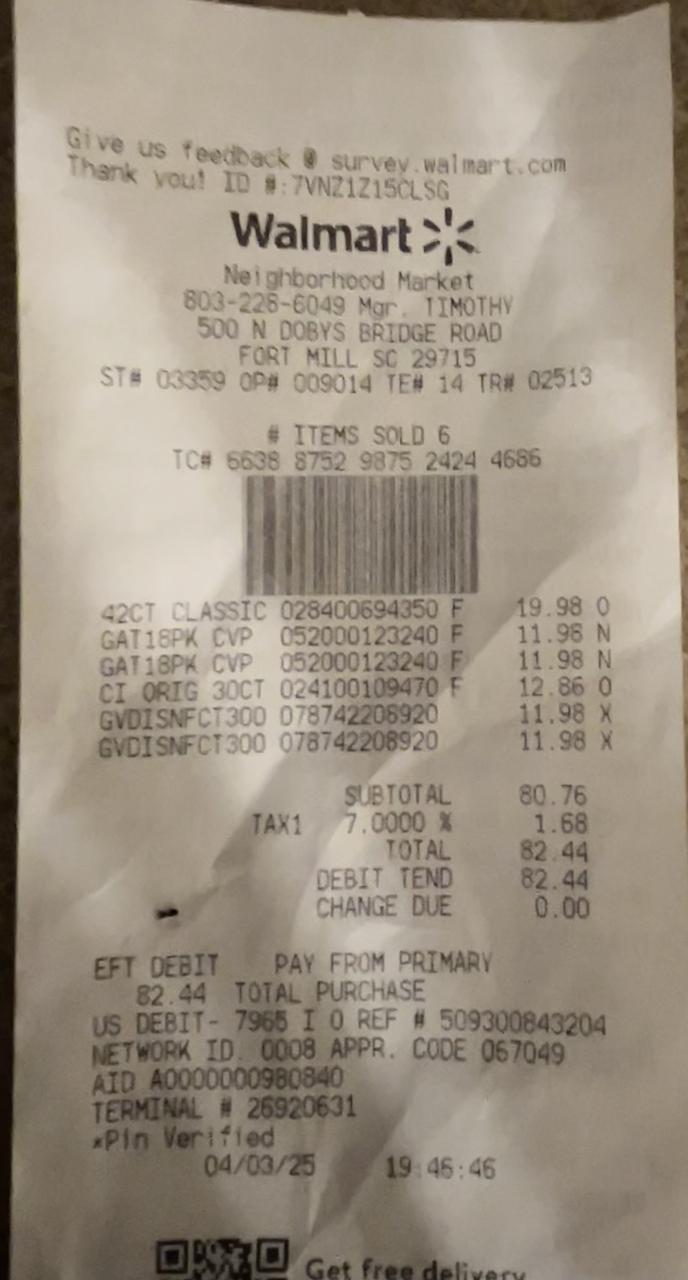 Give us feedback @ survey.walmart.com
Thank you! ID #:7VNZ1Z15CLSG
Walmart
Neighborhood Market
803-228-6049 Mgr. TIMOTHY
500 N DOBYS BRIDGE ROAD
FORT MILL SC 29715
ST# 03359 OP# 009014 TE# 14 TR# 02513
# ITEMS SOLD 6
TC# 6638 8752 9875 2424 4686
42CT CLASSIC 028400694350 F 19.98 O
GAT18PK CVP 052000123240 F 11.98 N
GAT18PK CVP 052000123240 F 11.98 N
CI ORIG 30CT 024100109470 F 12.86 O
GVDISNFCT300 078742208920 11.98 X
GVDISNFCT300 078742208920 11.98 X
SUBTOTAL 80.76
TAX1 7.0000 % 1.68
TOTAL 82.44
DEBIT TEND 82.44
CHANGE DUE 0.00
EFT DEBIT PAY FROM PRIMARY
82.44 TOTAL PURCHASE
US DEBIT- 7965 I 0 REF # 509300843204
NETWORK ID. 0008 APPR. CODE 067049
AID A0000000980840
TERMINAL # 26920631
*Pin Verified
04/03/25 19:46:46
Get free delivery